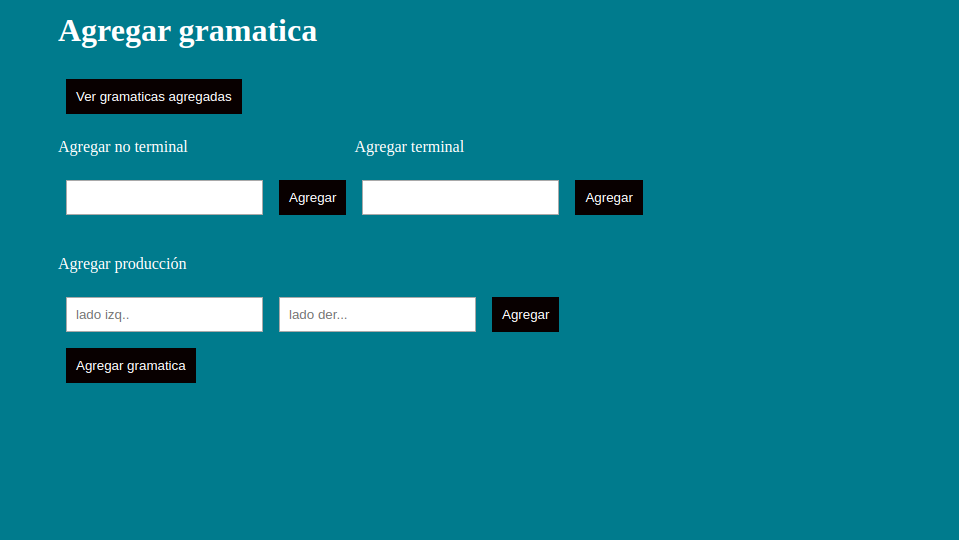 Agregar gramatica
Ver gramaticas agregadas
Agregar no terminal Agregar terminal
Agregar Agregar
Agregar producción
lado izq.. lado der... Agregar
Agregar gramatica